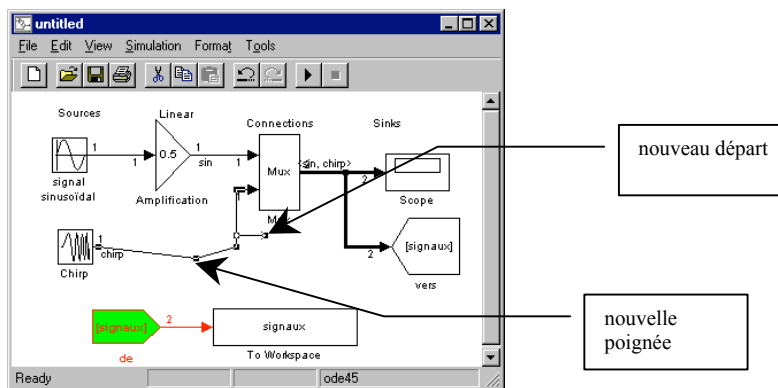 untitled
File Edit View Simulation Format Tools
Sources
Linear
Connections
Sinks
1
1
0.5
1
sin
1
Mux
<sin, chirp>
2
signal
sinusoïdal
Amplification
Scope
1
chirp
Chirp
2
[signaux]
vers
[signaux]
2
signaux
de
To Workspace
Ready
ode45
nouveau départ
nouvelle
poignée